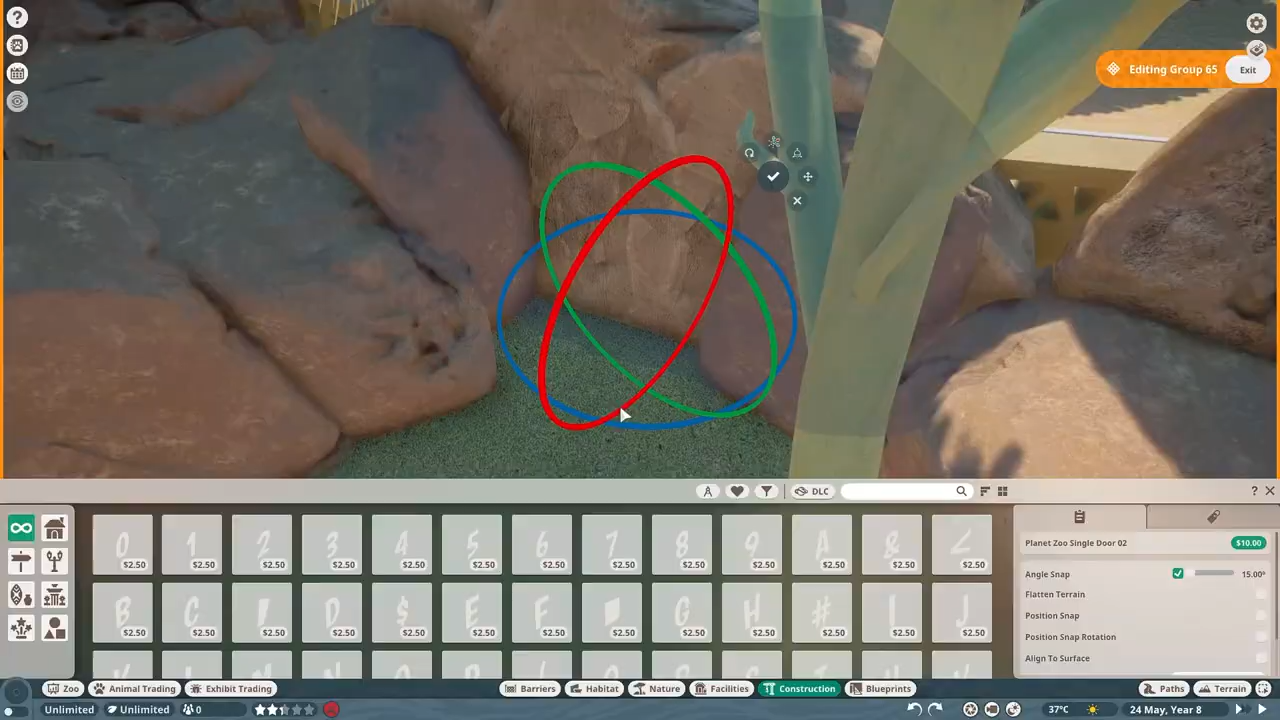 Editing Group 65 Exit
DLC
0 1 2 3 4 5 6 7 8 9 A & <
$2.50 $2.50 $2.50 $2.50 $2.50 $2.50 $2.50 $2.50 $2.50 $2.50 $2.50 $2.50 $2.50
B C D $ E F G H # I J
$2.50 $2.50 $2.50 $2.50 $2.50 $2.50 $2.50 $2.50 $2.50 $2.50 $2.50 $2.50 $2.50
Planet Zoo Single Door 02 $10.00
Angle Snap 15.00°
Flatten Terrain
Position Snap
Position Snap Rotation
Align To Surface
Zoo Animal Trading Exhibit Trading Barriers Habitat Nature Facilities Construction Blueprints Paths Terrain
Unlimited Unlimited 0 37°C 24 May, Year 8